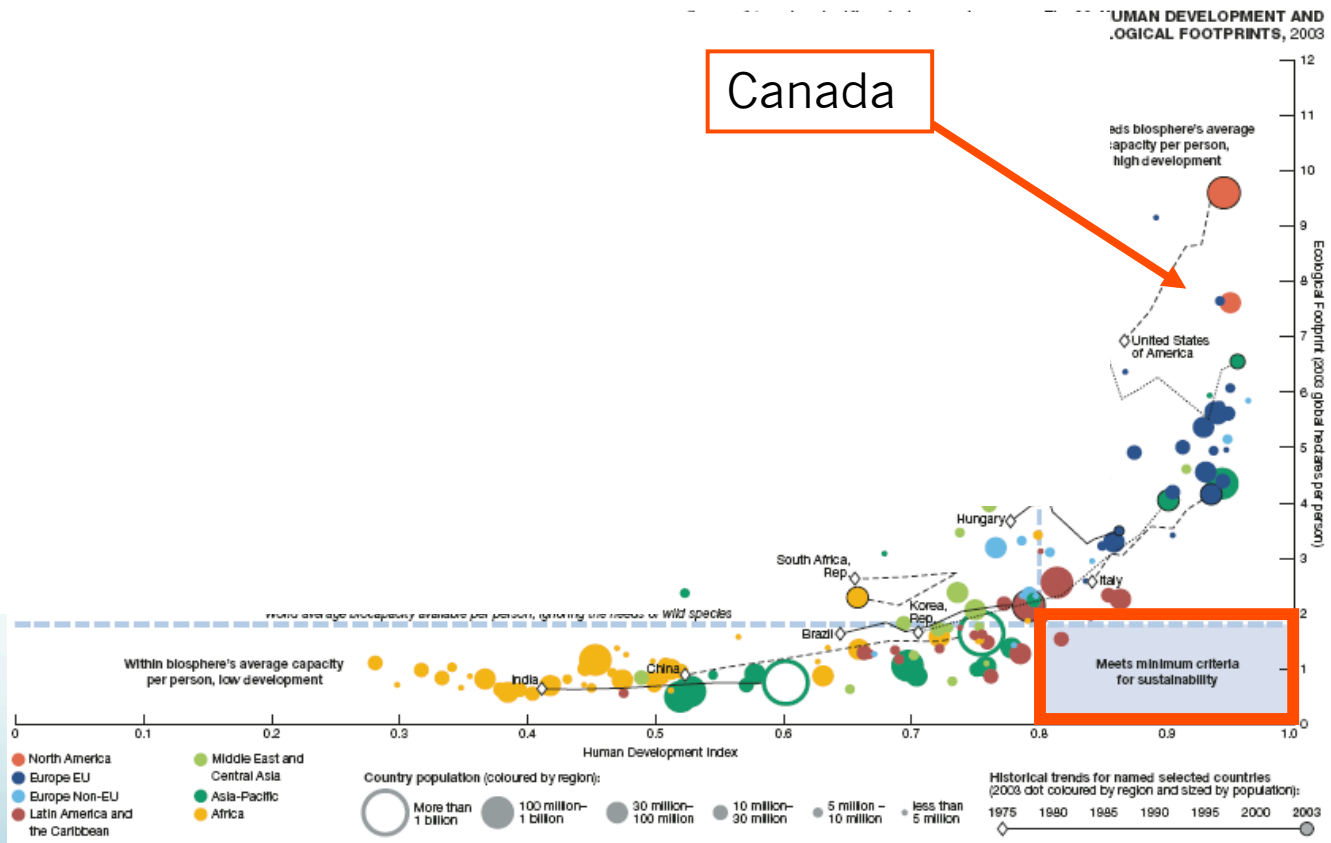 UMAN DEVELOPMENT AND
LOGICAL FOOTPRINTS, 2003
Canada
eds biosphere's average
capacity per person,
high development
12
11
10
9
8
7
6
5
4
3
2
1
0
Ecological Footprint (2003 global hectares per person)
United States
of America
Hungary
South Africa,
Rep.
Italy
Korea,
Rep.
Brazil
World average biocapacity available per person, ignoring the needs of wild species
Within biosphere's average capacity
per person, low development
China
India
Meets minimum criteria
for sustainability
0 0.1 0.2 0.3 0.4 0.5 0.6 0.7 0.8 0.9 1.0
Human Development Index
North America
Europe EU
Europe Non-EU
Latin America and
the Caribbean
Middle East and
Central Asia
Asia-Pacific
Africa
Country population (coloured by region):
More than
1 billion
100 million–
1 billion
30 million–
100 million
10 million–
30 million
5 million –
10 million
less than
5 million
Historical trends for named selected countries
(2003 dot coloured by region and sized by population):
1975 1980 1985 1990 1995 2000 2003